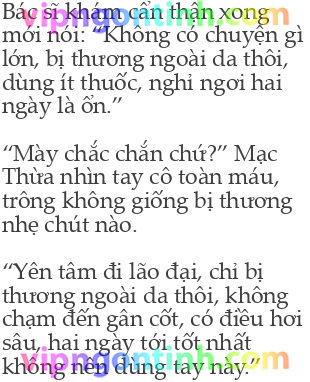 Bác sĩ khám cẩn thận xong
mới nói: “Không có chuyện gì
lớn, bị thương ngoài da thôi,
dùng ít thuốc, nghỉ ngơi hai
ngày là ổn.”
“Mày chắc chắn chứ?” Mạc
Thừa nhìn tay cô toàn máu,
trông không giống bị thương
nhẹ chút nào.
“Yên tâm đi lão đại, chỉ bị
thương ngoài da thôi, không
chạm đến gân cốt, có điều hơi
sâu, hai ngày tới tốt nhất
không nên dùng tay này.”
vipngontinh.com
vipngontinh.com